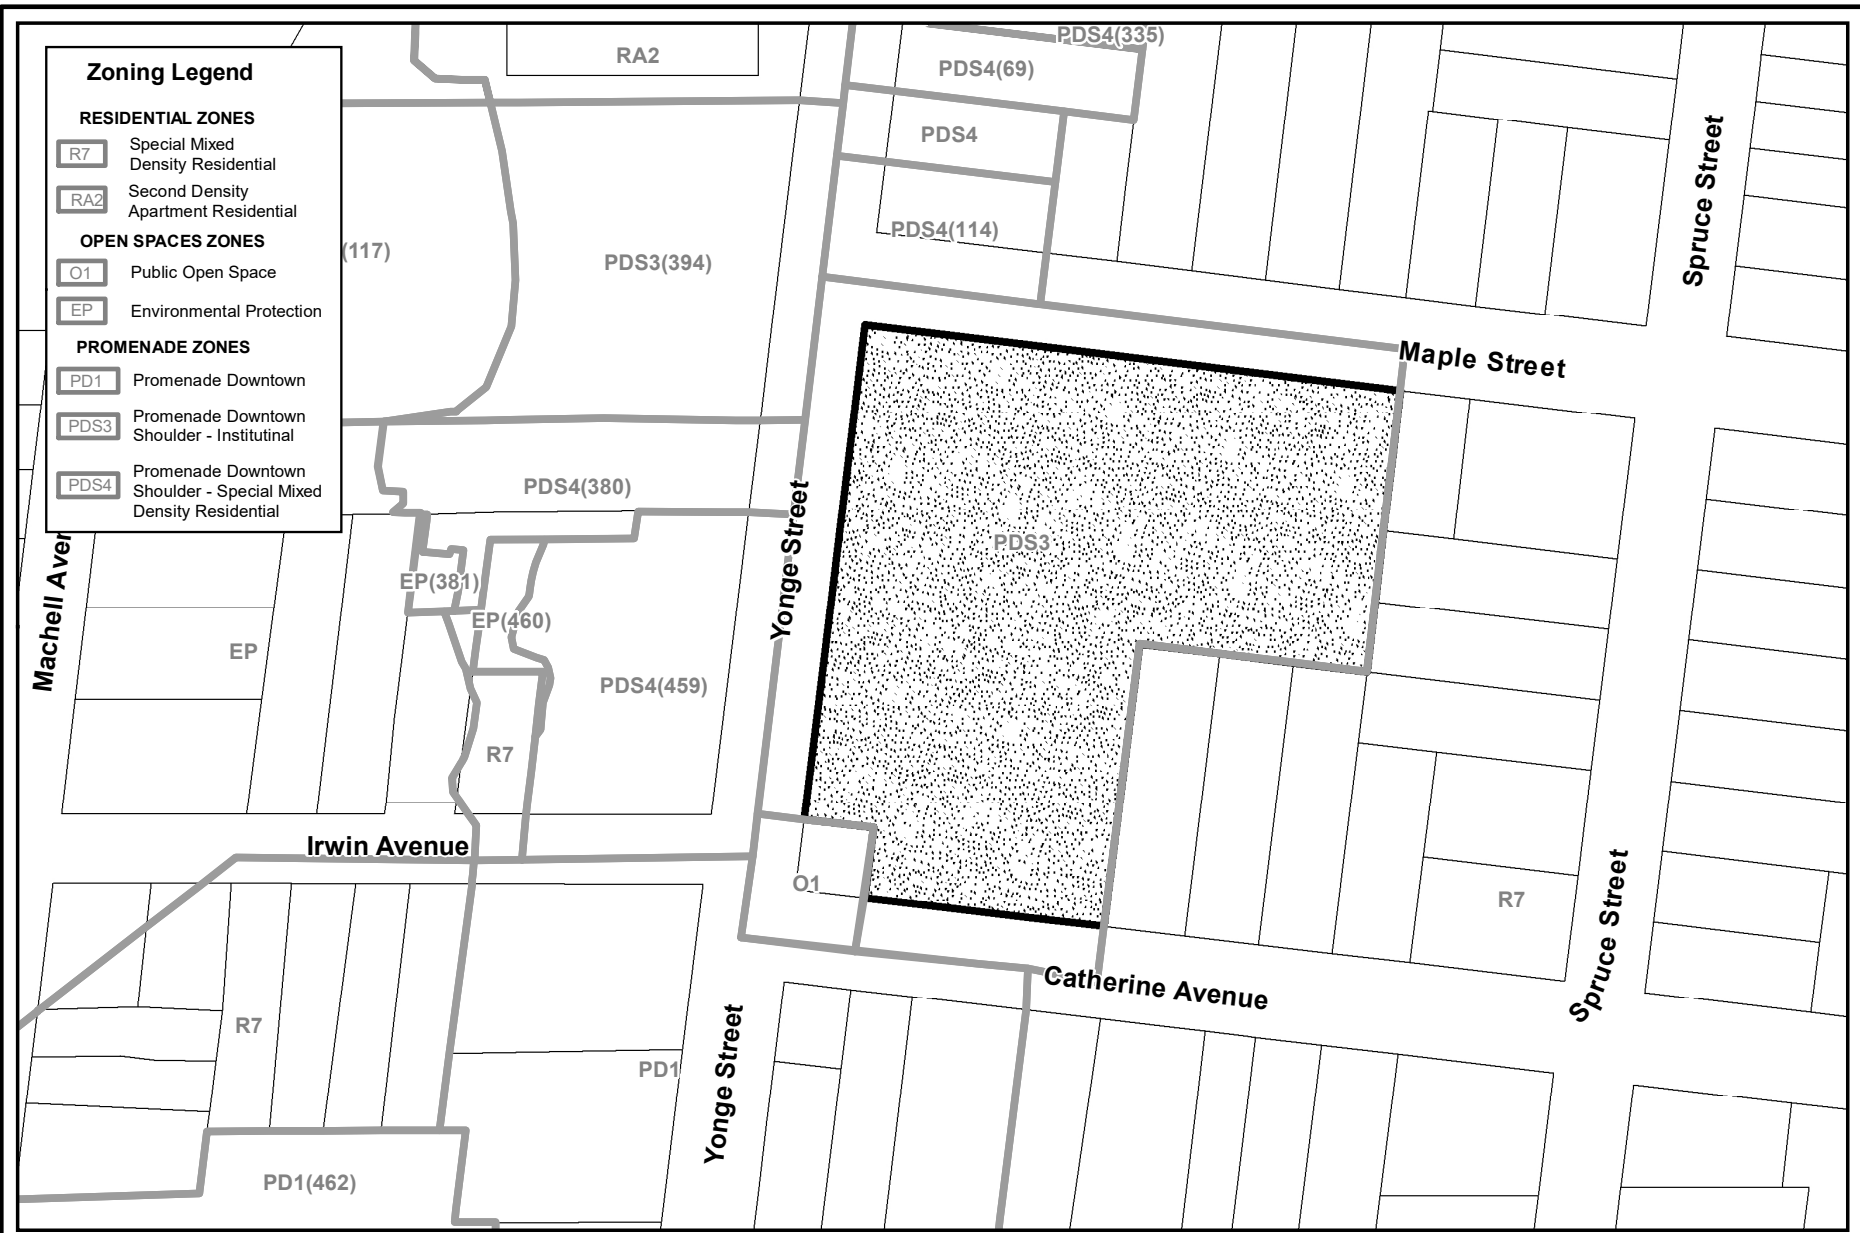 Zoning Legend
RESIDENTIAL ZONES
R7
Special Mixed
Density Residential
RA2
Second Density
Apartment Residential
OPEN SPACES ZONES
O1
Public Open Space
EP
Environmental Protection
PROMENADE ZONES
PD1
Promenade Downtown
PDS3
Promenade Downtown
Shoulder - Institutinal
PDS4
Promenade Downtown
Shoulder - Special Mixed
Density Residential
RA2
PDS4(335)
PDS4(69)
PDS4
PDS4(114)
(117)
PDS3(394)
Spruce Street
Maple Street
PDS4(380)
Yonge Street
PDS3
Machell Aven
EP(381)
EP(460)
EP
PDS4(459)
R7
Irwin Avenue
O1
R7
Spruce Street
Catherine Avenue
R7
PD1
Yonge Street
PD1(462)